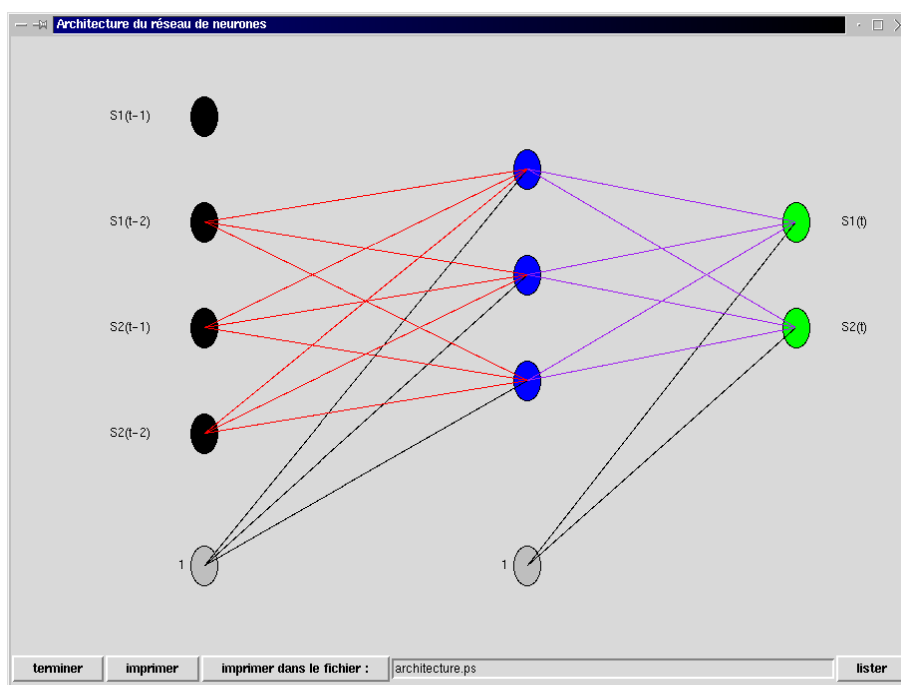 Architecture du réseau de neurones
S1(t-1)
S1(t-2)
S1(t)
S2(t-1)
S2(t)
S2(t-2)
1
1
terminer
imprimer
imprimer dans le fichier :
architecture.ps
lister